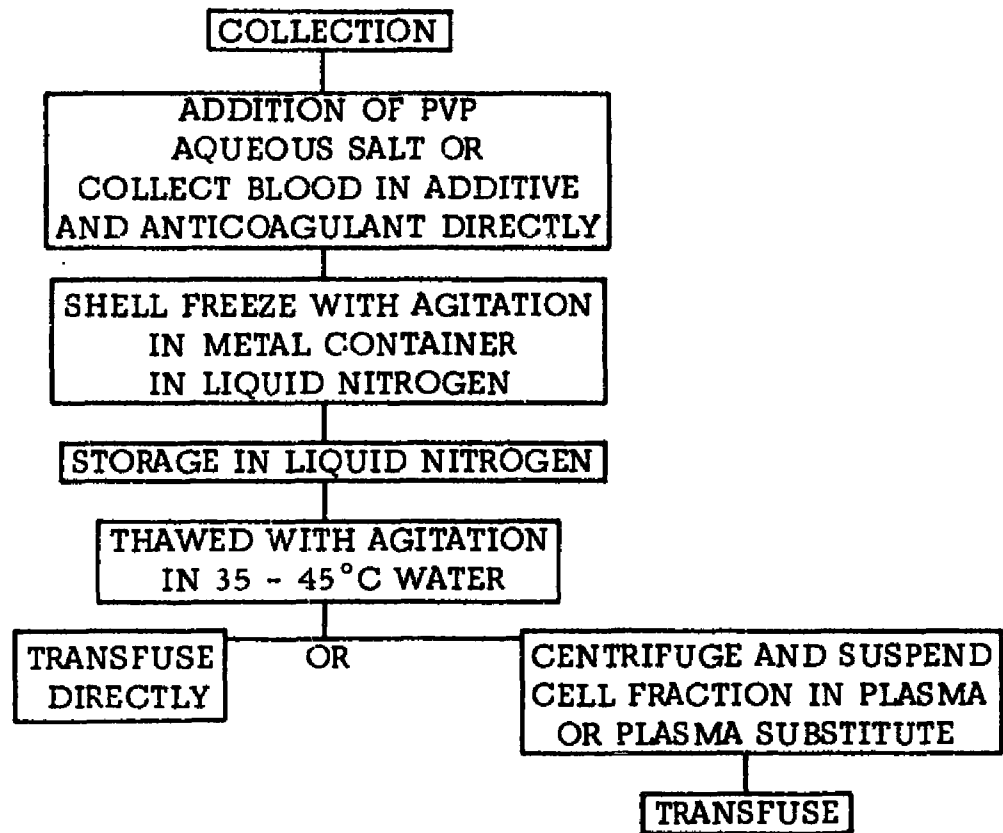 COLLECTION
ADDITION OF PVP
AQUEOUS SALT OR
COLLECT BLOOD IN ADDITIVE
AND ANTICOAGULANT DIRECTLY
SHELL FREEZE WITH AGITATION
IN METAL CONTAINER
IN LIQUID NITROGEN
STORAGE IN LIQUID NITROGEN
THAWED WITH AGITATION
IN 35 - 45°C WATER
TRANSFUSE
DIRECTLY
OR
CENTRIFUGE AND SUSPEND
CELL FRACTION IN PLASMA
OR PLASMA SUBSTITUTE
TRANSFUSE